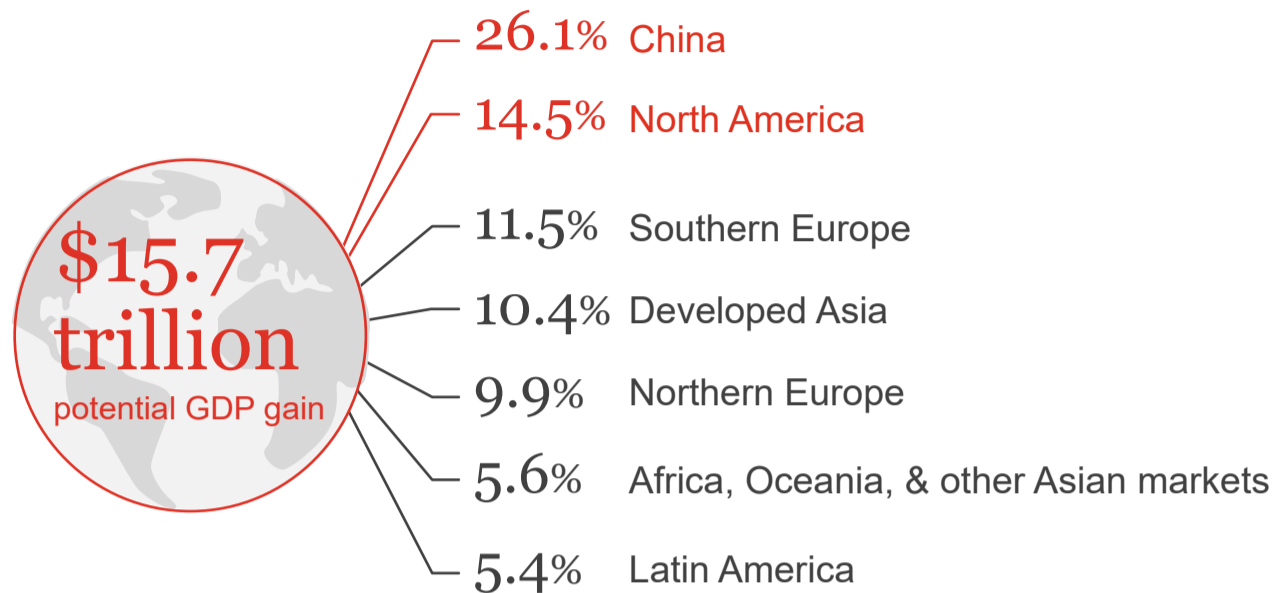 $15.7
trillion
potential GDP gain
26.1% China
14.5% North America
11.5% Southern Europe
10.4% Developed Asia
9.9% Northern Europe
5.6% Africa, Oceania, & other Asian markets
5.4% Latin America